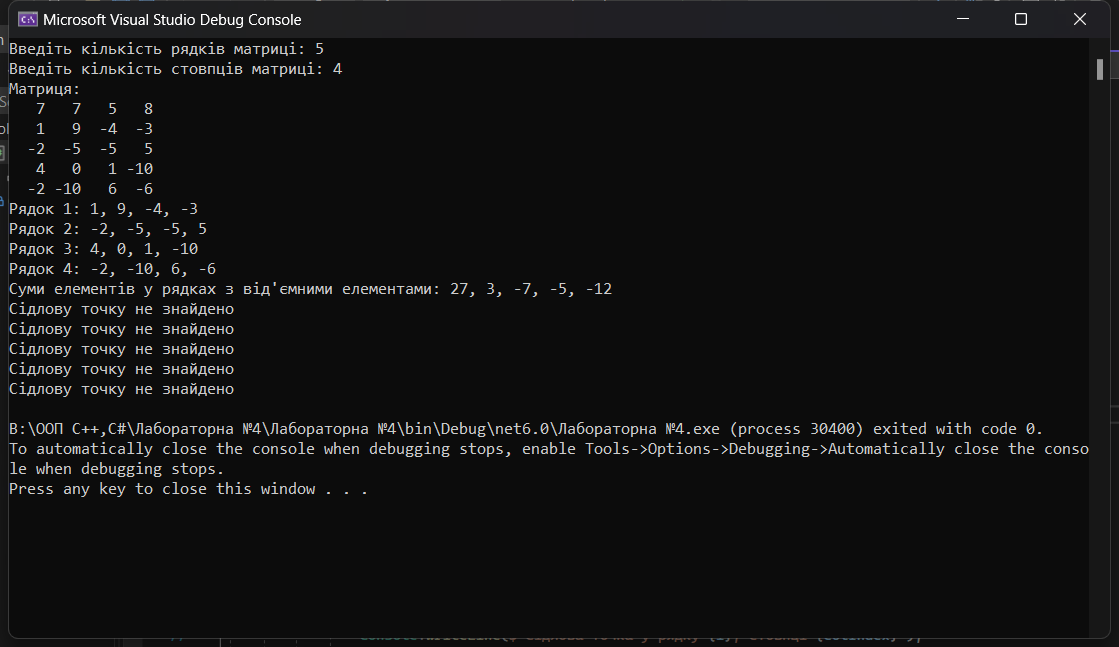 Microsoft Visual Studio Debug Console
Введіть кількість рядків матриці: 5
Введіть кількість стовпців матриці: 4
Матриця:
7 7 5 8
1 9 -4 -3
-2 -5 -5 5
4 0 1 -10
-2 -10 6 -6
Рядок 1: 1, 9, -4, -3
Рядок 2: -2, -5, -5, 5
Рядок 3: 4, 0, 1, -10
Рядок 4: -2, -10, 6, -6
Суми елементів у рядках з від'ємними елементами: 27, 3, -7, -5, -12
Сідлову точку не знайдено
Сідлову точку не знайдено
Сідлову точку не знайдено
Сідлову точку не знайдено
Сідлову точку не знайдено
B:\ООП C++,C#\Лабораторна №4\Лабораторна №4\bin\Debug\net6.0\Лабораторна №4.exe (process 30400) exited with code 0.
To automatically close the console when debugging stops, enable Tools->Options->Debugging->Automatically close the conso
le when debugging stops.
Press any key to close this window . . .